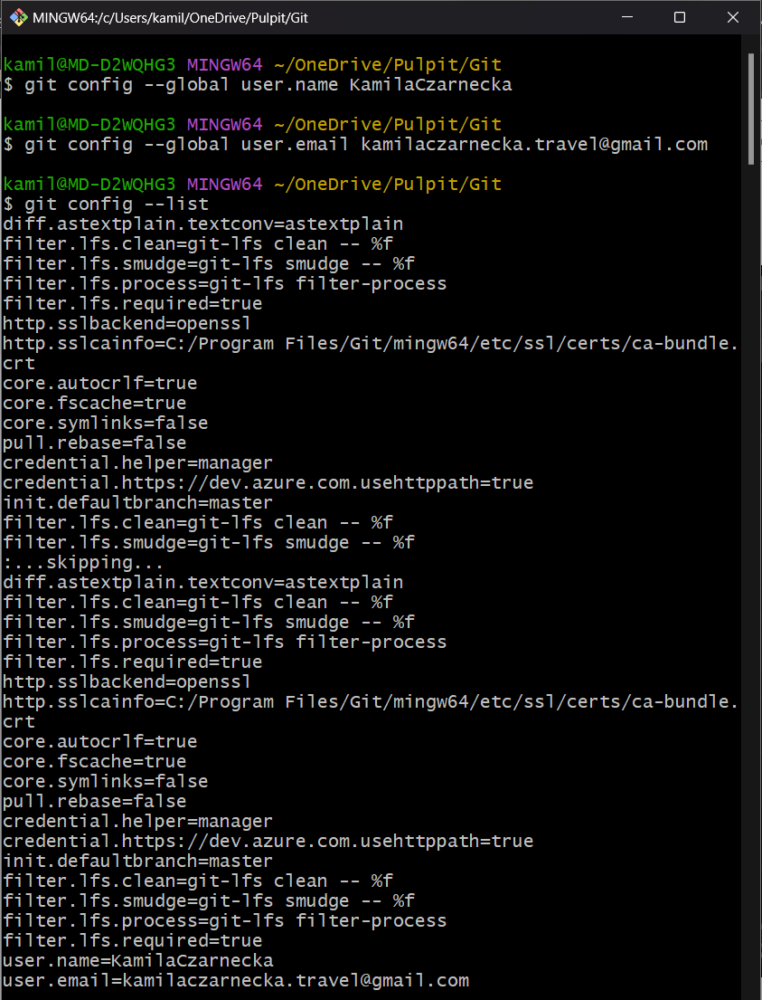 MINGW64:/c/Users/kamil/OneDrive/Pulpit/Git
kamil@MD-D2WQHG3 MINGW64 ~/OneDrive/Pulpit/Git
$ git config --global user.name KamilaCzarnecka
kamil@MD-D2WQHG3 MINGW64 ~/OneDrive/Pulpit/Git
$ git config --global user.email kamilaczarnecka.travel@gmail.com
kamil@MD-D2WQHG3 MINGW64 ~/OneDrive/Pulpit/Git
$ git config --list
diff.astextplain.textconv=astextplain
filter.lfs.clean=git-lfs clean -- %f
filter.lfs.smudge=git-lfs smudge -- %f
filter.lfs.process=git-lfs filter-process
filter.lfs.required=true
http.sslbackend=openssl
http.sslcainfo=C:/Program Files/Git/mingw64/etc/ssl/certs/ca-bundle.
crt
core.autocrlf=true
core.fscache=true
core.symlinks=false
pull.rebase=false
credential.helper=manager
credential.https://dev.azure.com.usehttppath=true
init.defaultbranch=master
filter.lfs.clean=git-lfs clean -- %f
filter.lfs.smudge=git-lfs smudge -- %f
:...skipping...
diff.astextplain.textconv=astextplain
filter.lfs.clean=git-lfs clean -- %f
filter.lfs.smudge=git-lfs smudge -- %f
filter.lfs.process=git-lfs filter-process
filter.lfs.required=true
http.sslbackend=openssl
http.sslcainfo=C:/Program Files/Git/mingw64/etc/ssl/certs/ca-bundle.
crt
core.autocrlf=true
core.fscache=true
core.symlinks=false
pull.rebase=false
credential.helper=manager
credential.https://dev.azure.com.usehttppath=true
init.defaultbranch=master
filter.lfs.clean=git-lfs clean -- %f
filter.lfs.smudge=git-lfs smudge -- %f
filter.lfs.process=git-lfs filter-process
filter.lfs.required=true
user.name=KamilaCzarnecka
user.email=kamilaczarnecka.travel@gmail.com